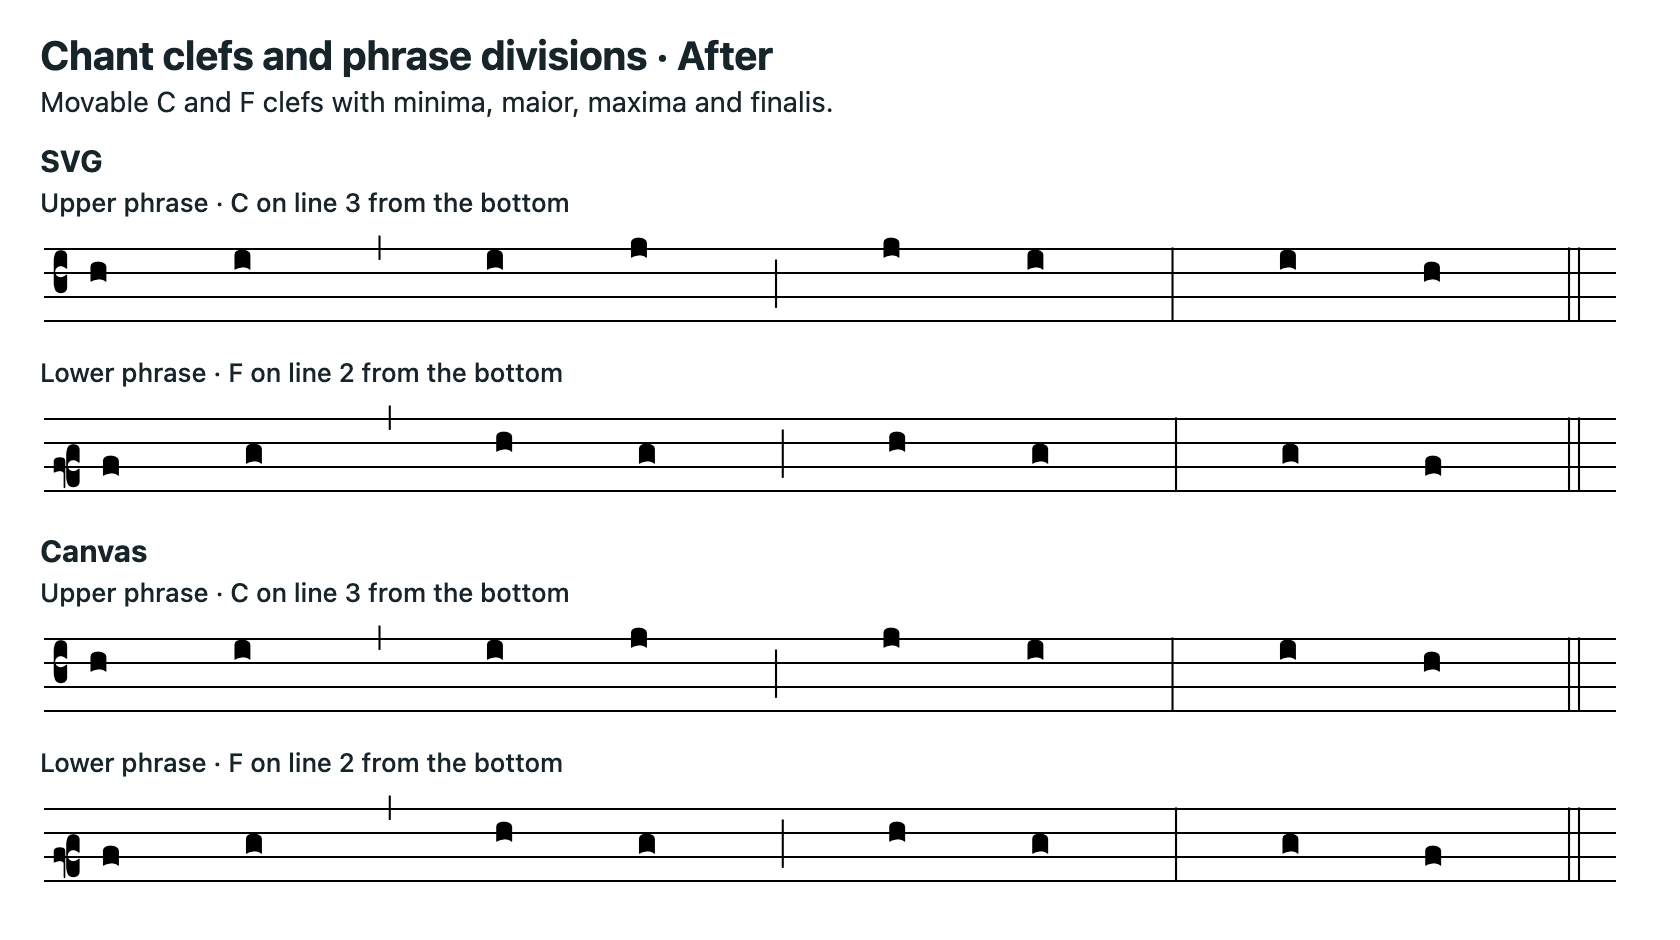 Chant clefs and phrase divisions · After
Movable C and F clefs with minima, maior, maxima and finalis.
SVG
Upper phrase · C on line 3 from the bottom
Lower phrase · F on line 2 from the bottom
Canvas
Upper phrase · C on line 3 from the bottom
Lower phrase · F on line 2 from the bottom